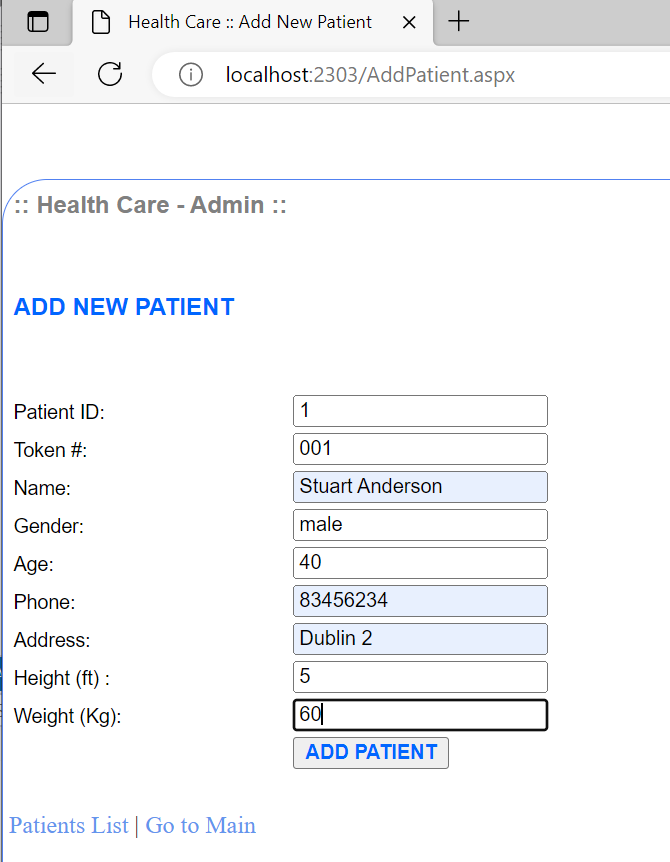 Health Care :: Add New Patient
localhost:2303/AddPatient.aspx
:: Health Care - Admin ::
ADD NEW PATIENT
Patient ID: 1
Token #: 001
Name: Stuart Anderson
Gender: male
Age: 40
Phone: 83456234
Address: Dublin 2
Height (ft) : 5
Weight (Kg): 60
ADD PATIENT
Patients List | Go to Main